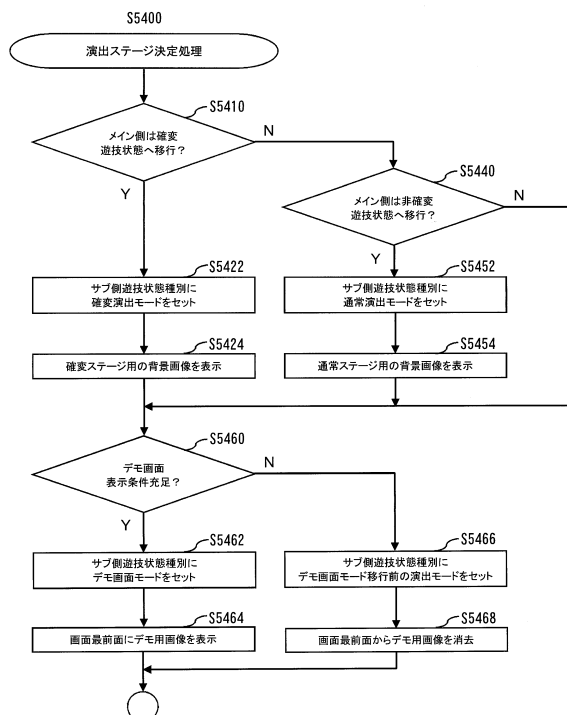 S5400
演出ステージ決定処理
S5410
メイン側は確変
遊技状態へ移行？
N
Y
S5440
メイン側は非確変
遊技状態へ移行？
N
Y
S5422
サブ側遊技状態種別に
確変演出モードをセット
S5452
サブ側遊技状態種別に
通常演出モードをセット
S5424
確変ステージ用の背景画像を表示
S5454
通常ステージ用の背景画像を表示
S5460
デモ画面
表示条件充足？
N
Y
S5462
サブ側遊技状態種別に
デモ画面モードをセット
S5466
サブ側遊技状態種別に
デモ画面モード移行前の演出モードをセット
S5464
画面最前面にデモ用画像を表示
S5468
画面最前面からデモ用画像を消去